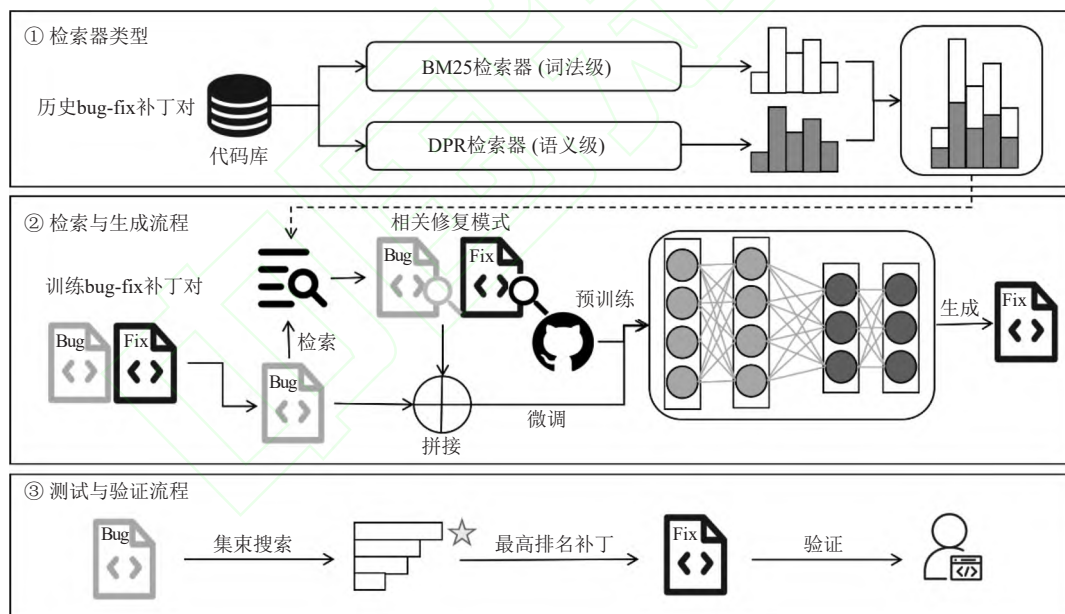 ① 检索器类型
BM25检索器 (词法级)
历史bug-fix补丁对
代码库
DPR检索器 (语义级)
② 检索与生成流程
相关修复模式
Bug
Fix
训练bug-fix补丁对
预训练
生成
Fix
Bug
Fix
检索
Bug
微调
拼接
③ 测试与验证流程
Bug
集束搜索
最高排名补丁
Fix
验证